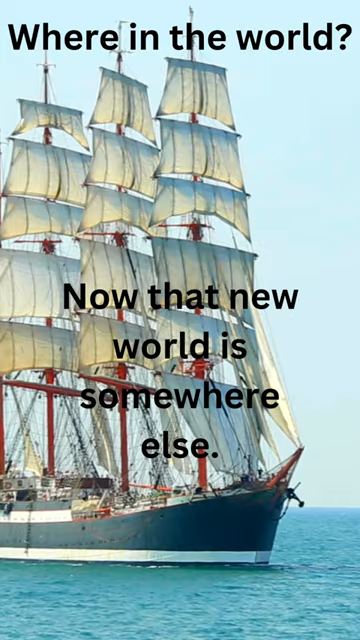 Where in the world?
Now that new
world is
somewhere
else.